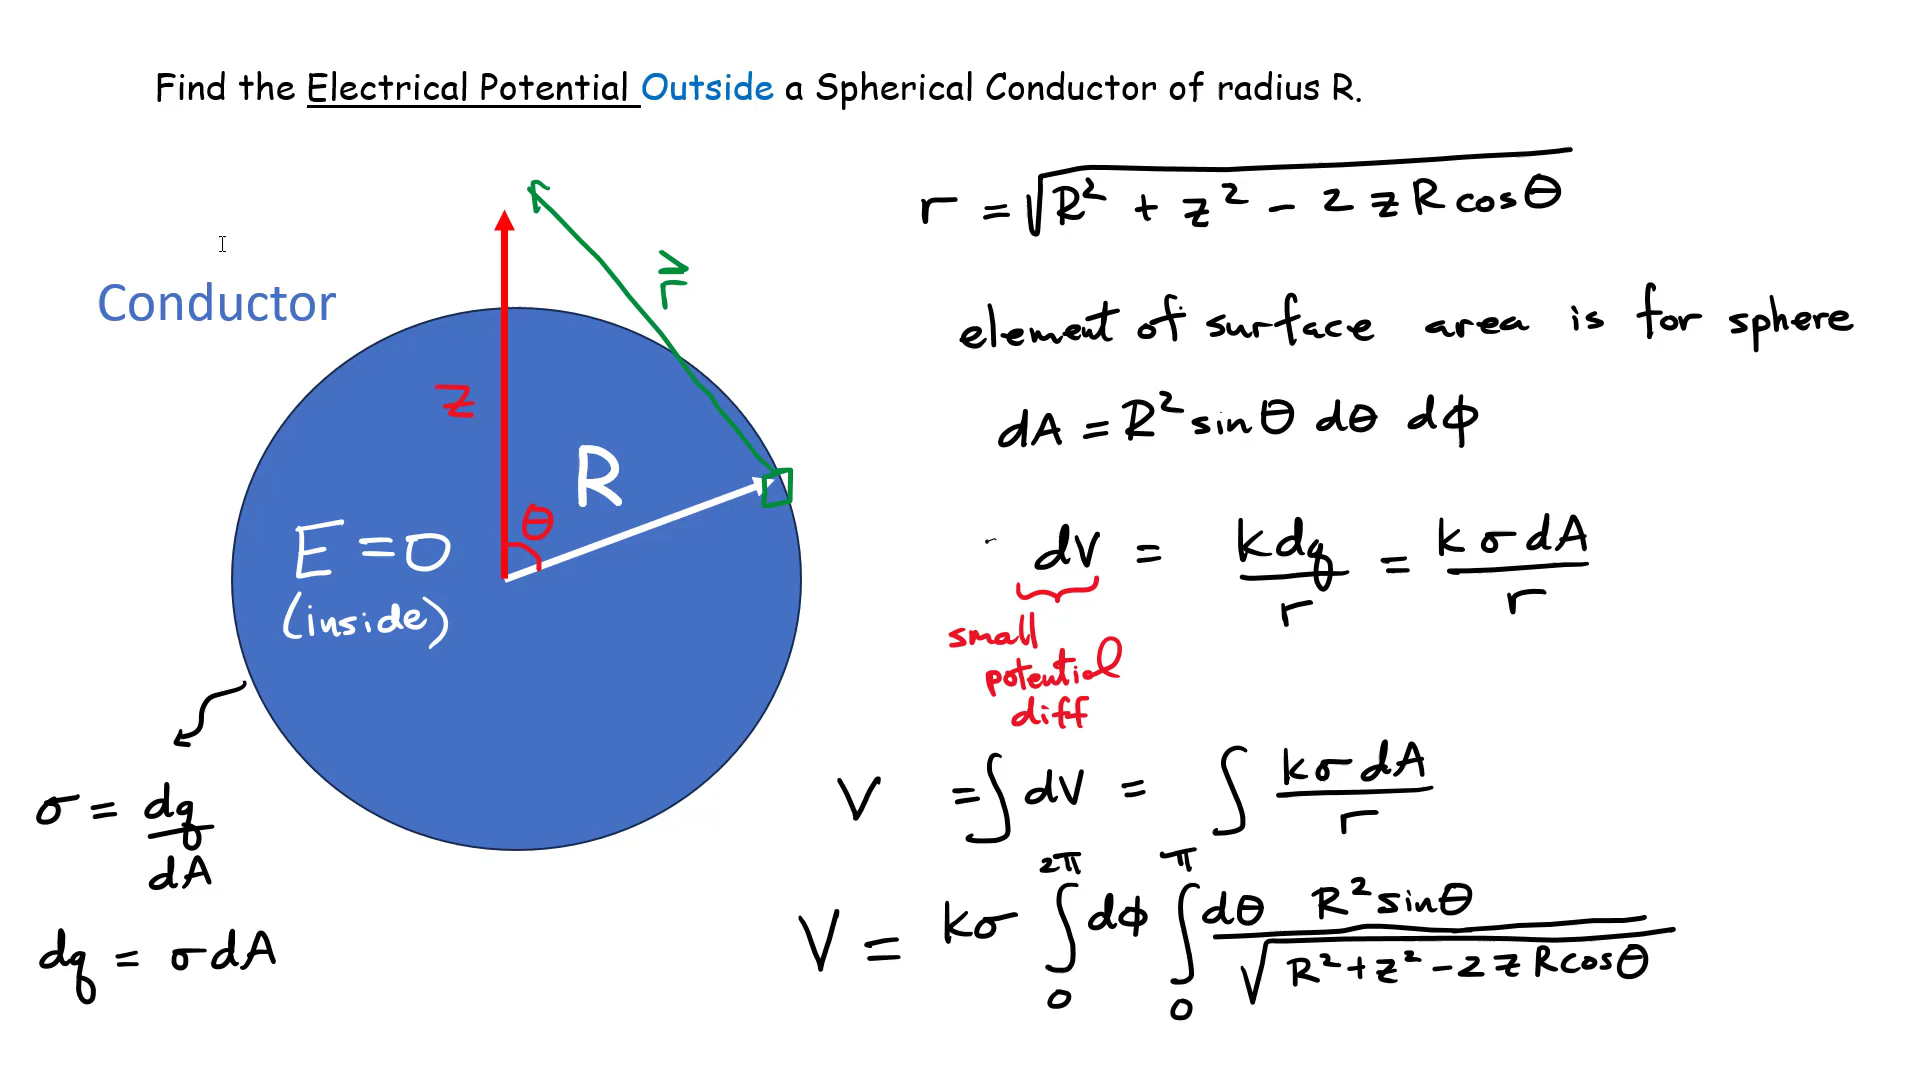 Find the Electrical Potential Outside a Spherical Conductor of radius R.
Conductor
z
r⃗
R
θ
E = 0
(inside)
σ = dq/dA
dq = σdA
r = √(R² + z² - 2zRcosθ)
element of surface area is for sphere
dA = R² sinθ dθ dϕ
dV = kdq/r = kσdA/r
small
potential
diff
V = ∫dV = ∫ kσdA/r
V = kσ ∫₀^2π dϕ ∫₀^π dθ R² sinθ/√(R² + z² - 2zRcosθ)